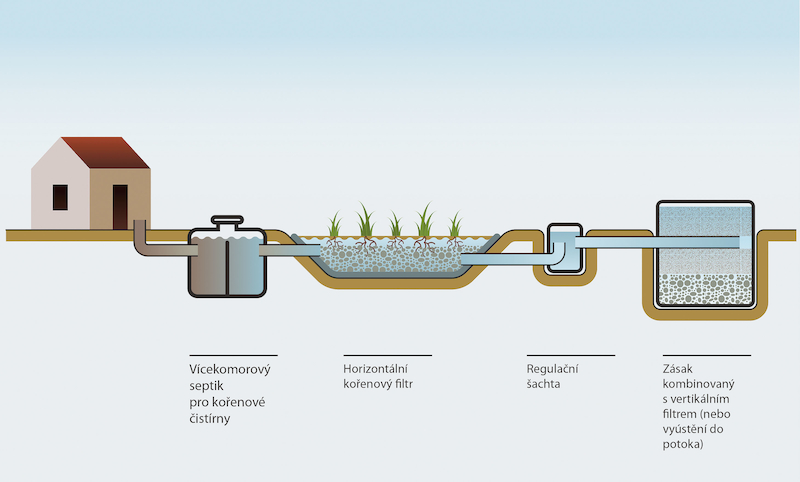 Vícekomorový
septik
pro kořenové
čistírny
Horizontální
kořenový filtr
Regulační
šachta
Zásak
kombinovaný
s vertikálním
filtrem (nebo
vyústění do
potoka)